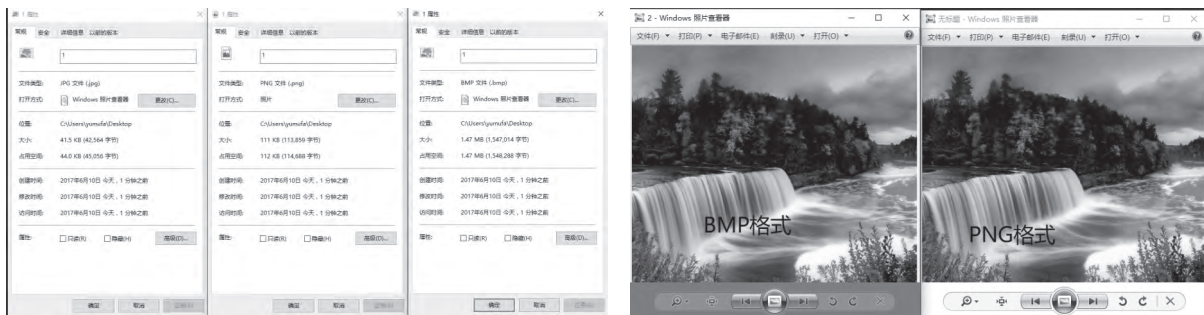 1 属性
常规 安全 详细信息 以前的版本
1
文件类型: JPG 文件 (.jpg)
打开方式: Windows 照片查看器 更改(C)...
位置: C:\Users\yumufa\Desktop
大小: 41.5 KB (42,564 字节)
占用空间: 44.0 KB (45,056 字节)
创建时间: 2017年6月10日 今天，1 分钟之前
修改时间: 2017年6月10日 今天，1 分钟之前
访问时间: 2017年6月10日 今天，1 分钟之前
属性: 只读(R) 隐藏(H) 高级(D)...
确定 取消
1 属性
常规 安全 详细信息 以前的版本
1
文件类型: PNG 文件 (.png)
打开方式: 照片 更改(C)...
位置: C:\Users\yumufa\Desktop
大小: 111 KB (113,859 字节)
占用空间: 112 KB (114,688 字节)
创建时间: 2017年6月10日 今天，1 分钟之前
修改时间: 2017年6月10日 今天，1 分钟之前
访问时间: 2017年6月10日 今天，1 分钟之前
属性: 只读(R) 隐藏(H) 高级(D)...
确定 取消
1 属性
常规 安全 详细信息 以前的版本
1
文件类型: BMP 文件 (.bmp)
打开方式: Windows 照片查看器 更改(C)...
位置: C:\Users\yumufa\Desktop
大小: 1.47 MB (1,547,014 字节)
占用空间: 1.47 MB (1,548,288 字节)
创建时间: 2017年6月10日 今天，1 分钟之前
修改时间: 2017年6月10日 今天，1 分钟之前
访问时间: 2017年6月10日 今天，1 分钟之前
属性: 只读(R) 隐藏(H) 高级(D)...
确定 取消
2 - Windows 照片查看器
文件(F) 打印(P) 电子邮件(E) 刻录(U) 打开(O)
BMP格式
无标题 - Windows 照片查看器
文件(F) 打印(P) 电子邮件(E) 刻录(U) 打开(O)
PNG格式